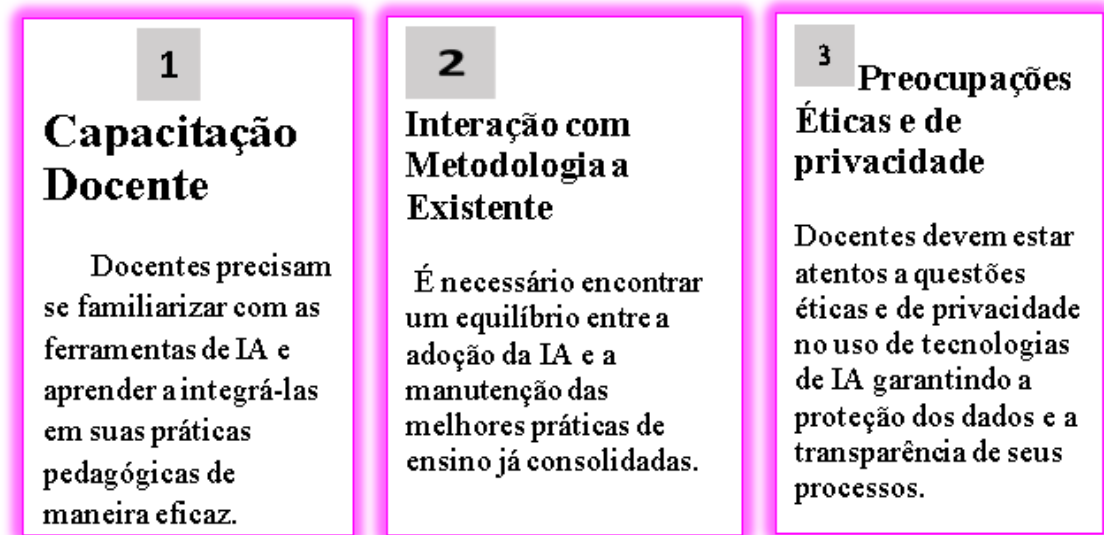 1
Capacitação
Docente
Docentes precisam
se familiarizar com as
ferramentas de IA e
aprender a integrá-las
em suas práticas
pedagógicas de
maneira eficaz.
2
Interação com
Metodologia a
Existente
É necessário encontrar
um equilíbrio entre a
adoção da IA e a
manutenção das
melhores práticas de
ensino já consolidadas.
3
Preocupações
Éticas e de
privacidade
Docentes devem estar
atentos a questões
éticas e de privacidade
no uso de tecnologias
de IA garantindo a
proteção dos dados e a
transparência de seus
processos.